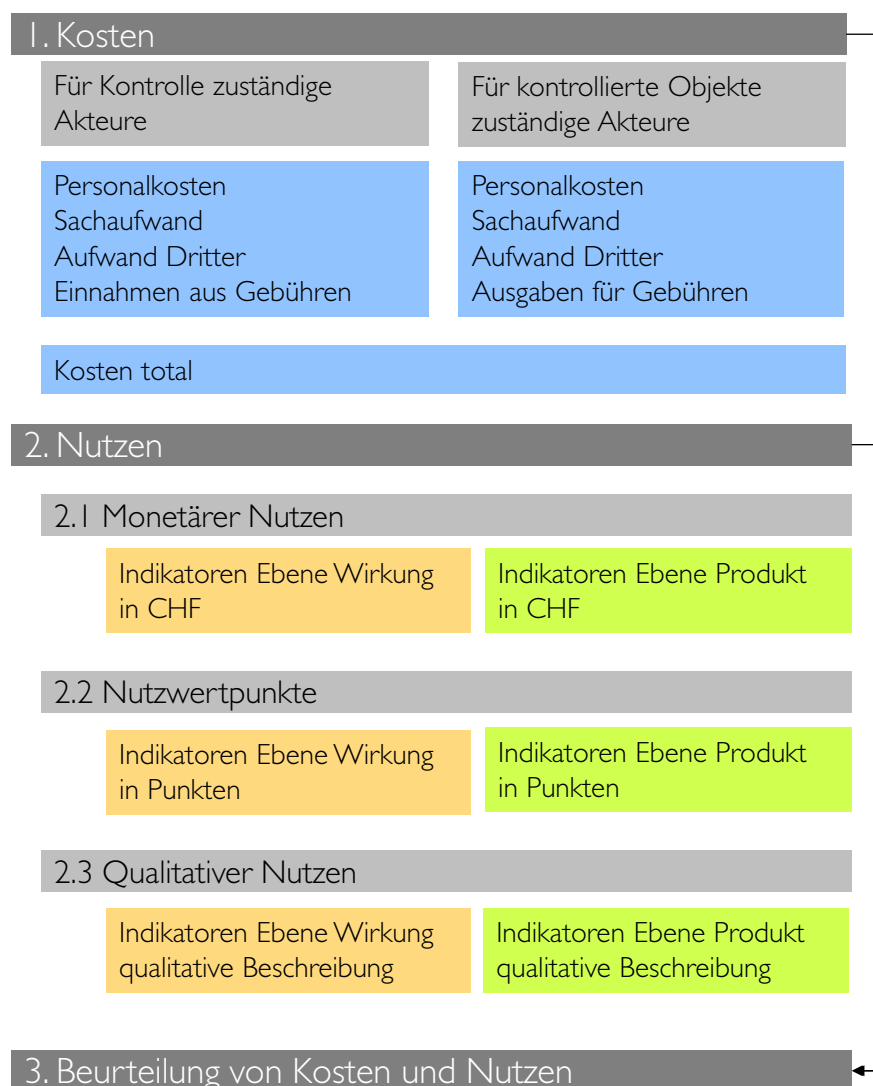 1. Kosten
Für Kontrolle zuständige
Akteure
Für kontrollierte Objekte
zuständige Akteure
Personalkosten
Sachaufwand
Aufwand Dritter
Einnahmen aus Gebühren
Personalkosten
Sachaufwand
Aufwand Dritter
Ausgaben für Gebühren
Kosten total
2. Nutzen
2.1 Monetärer Nutzen
Indikatoren Ebene Wirkung
in CHF
Indikatoren Ebene Produkt
in CHF
2.2 Nutzwertpunkte
Indikatoren Ebene Wirkung
in Punkten
Indikatoren Ebene Produkt
in Punkten
2.3 Qualitativer Nutzen
Indikatoren Ebene Wirkung
qualitative Beschreibung
Indikatoren Ebene Produkt
qualitative Beschreibung
3. Beurteilung von Kosten und Nutzen